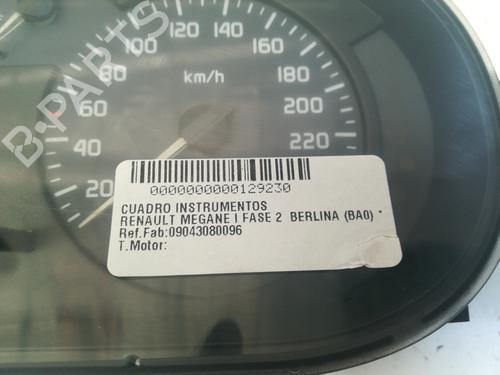 120
140
160
100
180
80
km/h
200
60
220
40
20
0000000000129230
CUADRO INSTRUMENTOS
RENAULT MEGANE I FASE 2 BERLINA (BA0) *
Ref.Fab:09043080096
T.Motor:
B-PARTS